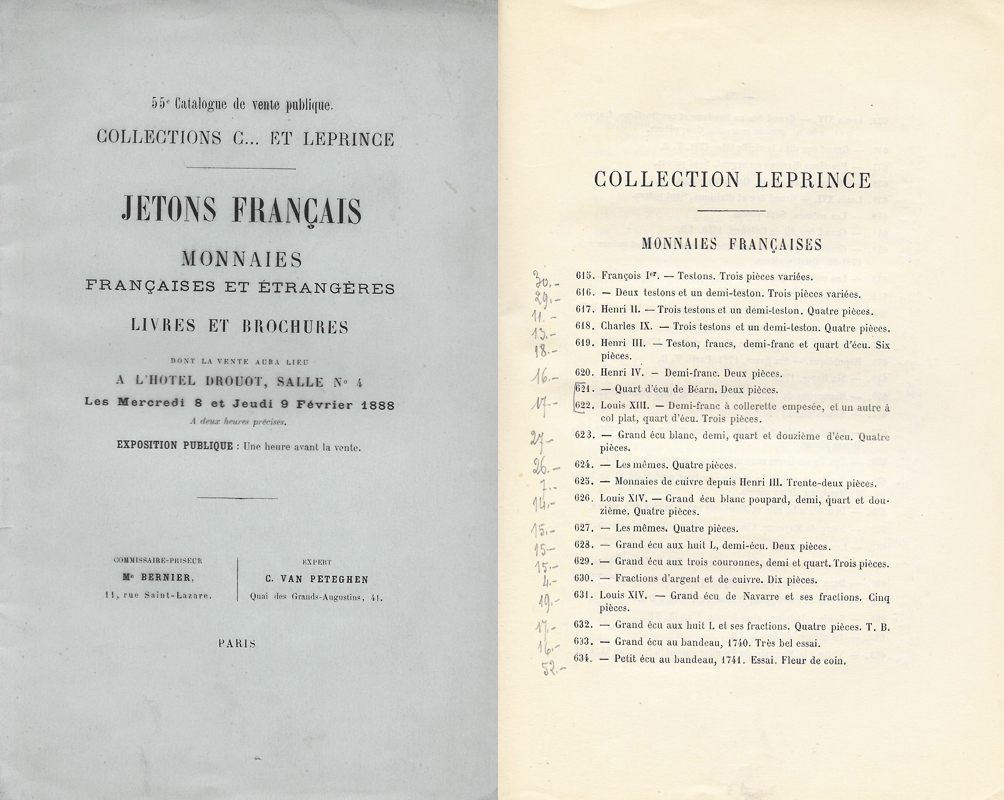 55e Catalogue de vente publique.
COLLECTIONS C... ET LEPRINCE
JETONS FRANÇAIS
MONNAIES
FRANÇAISES ET ÉTRANGÈRES
LIVRES ET BROCHURES
DONT LA VENTE AURA LIEU
A L'HOTEL DROUOT, SALLE No 4
Les Mercredi 8 et Jeudi 9 Février 1888
A deux heures précises.
EXPOSITION PUBLIQUE : Une heure avant la vente.
COMMISSAIRE-PRISEUR
Me BERNIER,
11, rue Saint-Lazare.
EXPERT
C. VAN PETEGHEN
Quai des Grands-Augustins, 41.
PARIS
COLLECTION LEPRINCE
MONNAIES FRANÇAISES
30.- 615. François Ier. — Testons. Trois pièces variées.
29.- 616. — Deux testons et un demi-teston. Trois pièces variées.
11.- 617. Henri II. — Trois testons et un demi-teston. Quatre pièces.
13.- 618. Charles IX. — Trois testons et un demi-teston. Quatre pièces.
18.- 619. Henri III. — Teston, francs, demi-franc et quart d'écu. Six
pièces.
16.- 620. Henri IV. — Demi-franc. Deux pièces.
621. — Quart d'écu de Béarn. Deux pièces.
17- 622. Louis XIII. — Demi-franc à collerette empesée, et un autre à
col plat, quart d'écu. Trois pièces.
27- 623. — Grand écu blanc, demi, quart et douzième d'écu. Quatre
pièces.
26.- 624. — Les mêmes. Quatre pièces.
7.- 625. — Monnaies de cuivre depuis Henri III. Trente-deux pièces.
14.- 626. Louis XIV. — Grand écu blanc poupard, demi, quart et dou-
zième. Quatre pièces.
15.- 627. — Les mêmes. Quatre pièces.
15- 628. — Grand écu aux huit L, demi-écu. Deux pièces.
15.- 629. — Grand écu aux trois couronnes, demi et quart. Trois pièces.
4.- 630. — Fractions d'argent et de cuivre. Dix pièces.
19.- 631. Louis XIV. — Grand écu de Navarre et ses fractions. Cinq
pièces.
17.- 632. — Grand écu aux huit L et ses fractions. Quatre pièces. T. B.
16.- 633. — Grand écu au bandeau, 1740. Très bel essai.
52.- 634. — Petit écu au bandeau, 1741. Essai. Fleur de coin.